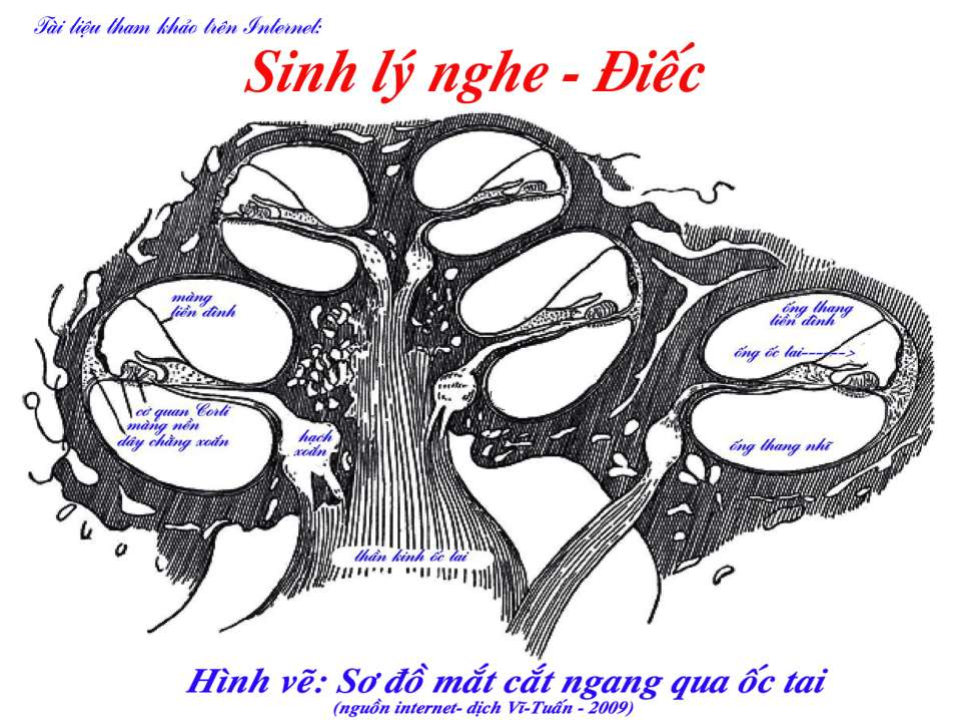 Tài liệu tham khảo trên Internet:
Sinh lý nghe - Điếc
màng
tiền đình
ống thang
tiền đình
ống ốc tai------>
cơ quan Corti
màng nền
dây chằng xoắn
hạch
xoắn
ống thang nhĩ
thần kinh ốc tai
Hình vẽ: Sơ đồ mắt cắt ngang qua ốc tai
(nguồn internet- dịch Vĩ-Tuấn - 2009)